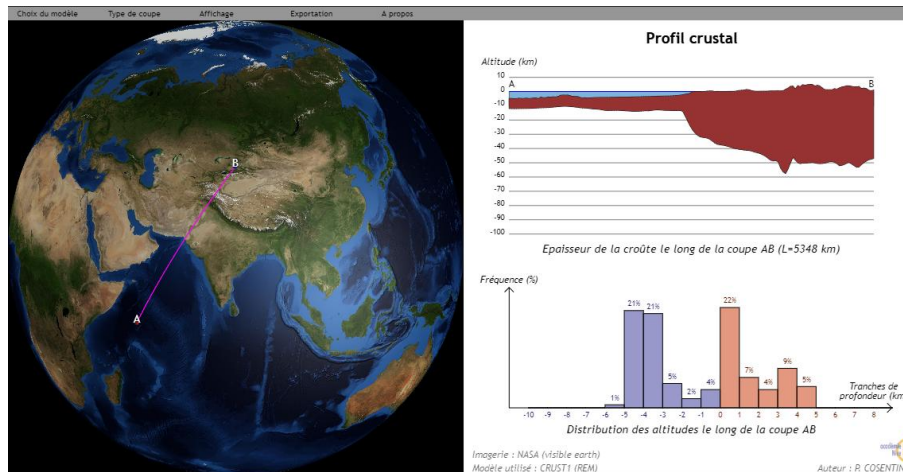 Choix du modèle Type de coupe Affichage Exportation A propos
Profil crustal
Altitude (km)
10
0
-10
-20
-30
-40
-50
-60
-70
-80
-90
-100
A B
Epaisseur de la croûte le long de la coupe AB (L=5348 km)
B
A
Fréquence (%)
1% 21% 21% 5% 2% 4% 22% 7% 4% 9% 5%
Tranches de
profondeur (km
-10 -9 -8 -7 -6 -5 -4 -3 -2 -1 0 1 2 3 4 5 6 7 8
Distribution des altitudes le long de la coupe AB
Imagerie : NASA (visible earth)
Modèle utilisé : CRUST1 (REM)
Auteur : P. COSENTIN